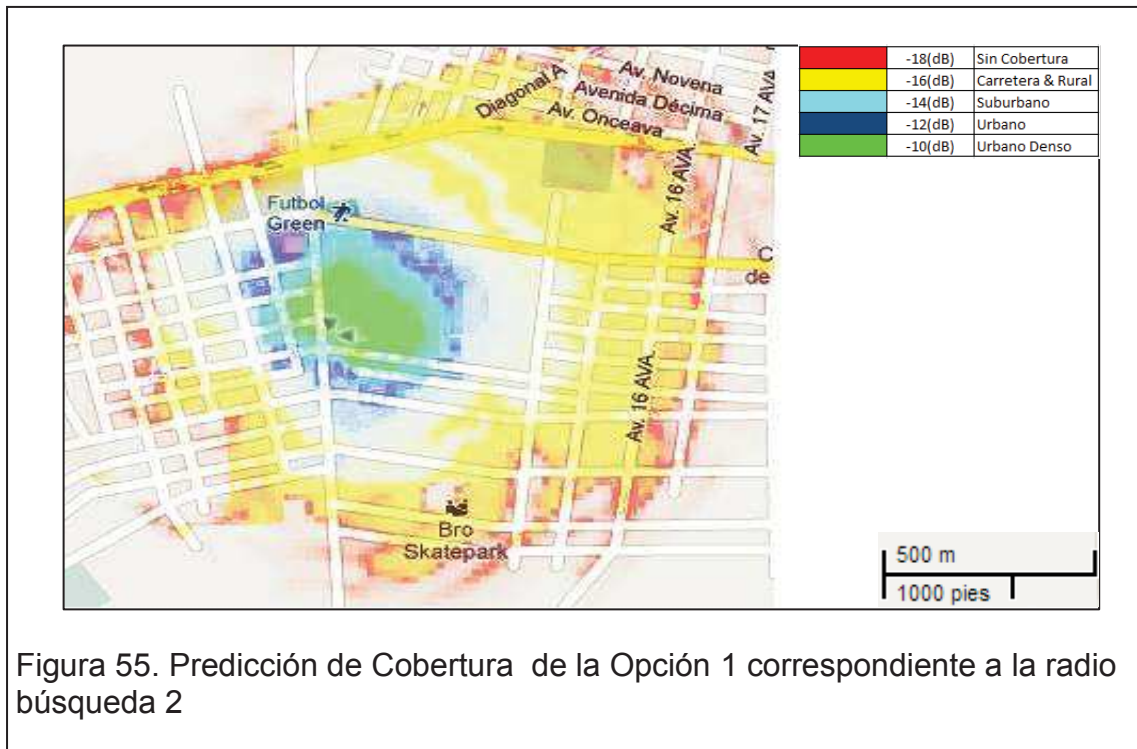 -18(dB) Sin Cobertura
-16(dB) Carretera & Rural
-14(dB) Suburbano
-12(dB) Urbano
-10(dB) Urbano Denso
Av. Novena
Avenida Décima
Av. Onceava
Diagonal A
Av. 17 AVA
Av. 16 AVA.
Futbol
Green
C
de
Av. 16 AVA.
Bro
Skatepark
500 m
1000 pies
Figura 55. Predicción de Cobertura de la Opción 1 correspondiente a la radio
búsqueda 2